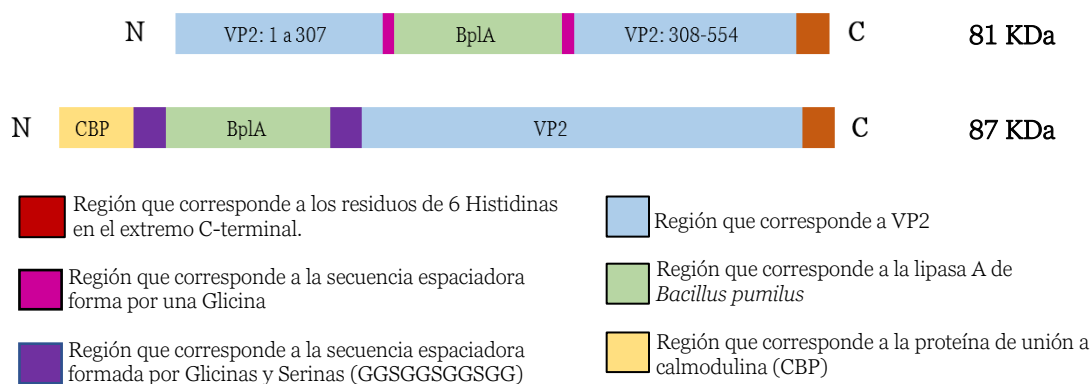 N VP2: 1 a 307 BplA VP2: 308-554 C 81 KDa
N CBP BplA VP2 C 87 KDa
Región que corresponde a los residuos de 6 Histidinas
en el extremo C-terminal.
Región que corresponde a la secuencia espaciadora
forma por una Glicina
Región que corresponde a la secuencia espaciadora
formada por Glicinas y Serinas (GGSGGSGGSGG)
Región que corresponde a VP2
Región que corresponde a la lipasa A de
Bacillus pumilus
Región que corresponde a la proteína de unión a
calmodulina (CBP)